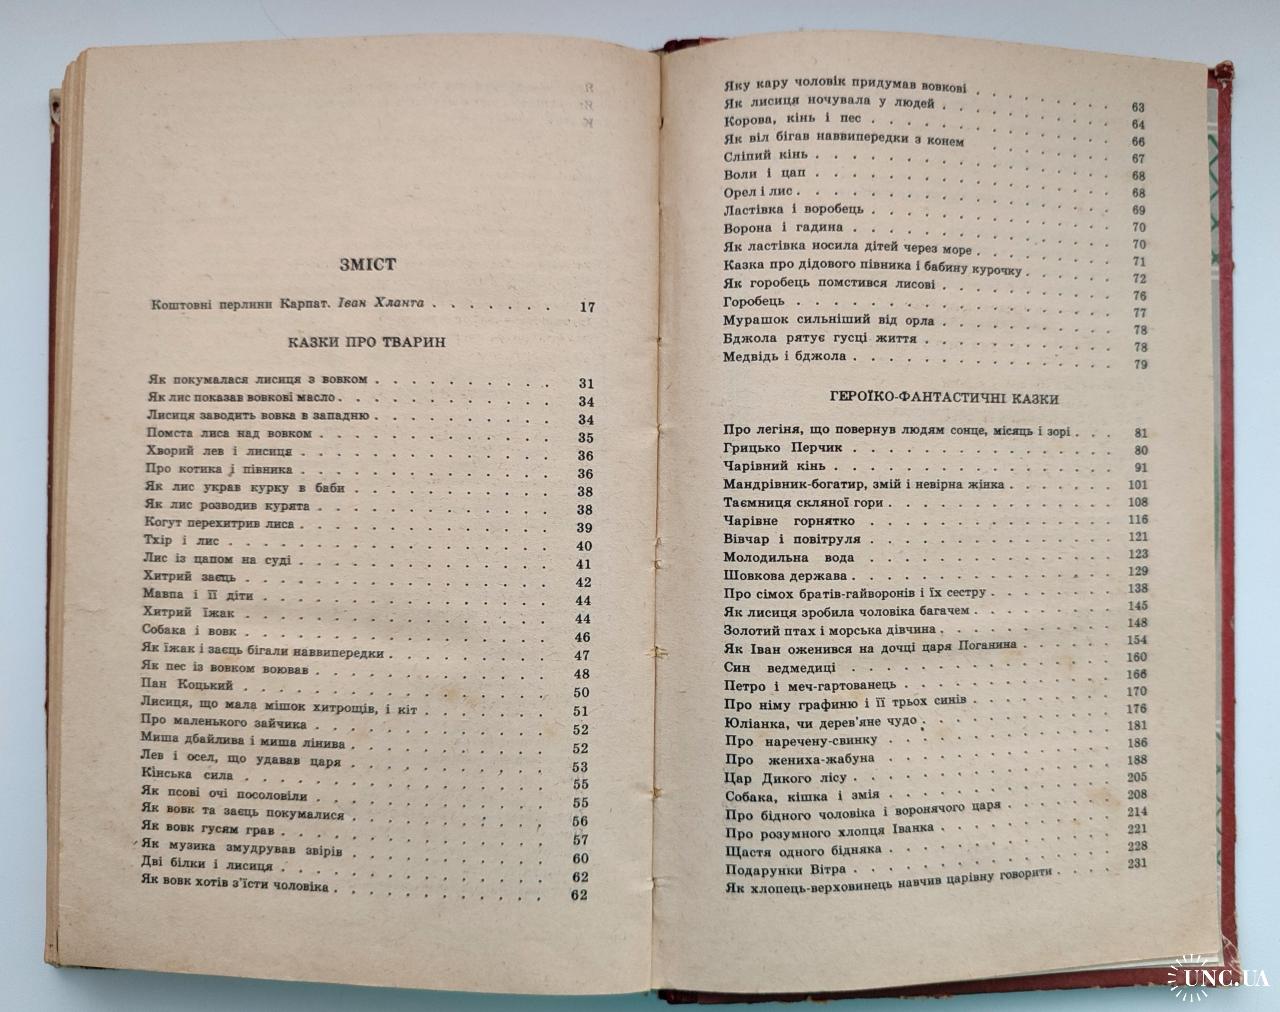 ЗМІСТ
Коштовні перлини Карпат. Іван Хланта . . . . . . . 17
КАЗКИ ПРО ТВАРИН
Як покумалася лисиця з вовком . . . . . . . . . . 31
Як лис показав вовкові масло . . . . . . . . . . 34
Лисиця заводить вовка в западню . . . . . . . . . . 34
Помста лиса над вовком . . . . . . . . . . 35
Хворий лев і лисиця . . . . . . . . . . 36
Про котика і півника . . . . . . . . . . 36
Як лис украв курку в баби . . . . . . . . . . 38
Як лис розводив курята . . . . . . . . . . 38
Когут перехитрив лиса . . . . . . . . . . 39
Тхір і лис . . . . . . . . . . 40
Лис із цапом на суді . . . . . . . . . . 41
Хитрий заєць . . . . . . . . . . 42
Мавпа і її діти . . . . . . . . . . 44
Хитрий їжак . . . . . . . . . . 44
Собака і вовк . . . . . . . . . . 46
Як їжак і заєць бігали наввипередки . . . . . . . . . . 47
Як пес із вовком воював . . . . . . . . . . 48
Пан Коцький . . . . . . . . . . 50
Лисиця, що мала мішок хитрощів, і кіт . . . . . . . 51
Про маленького зайчика . . . . . . . . . . 52
Миша дбайлива і миша лінива . . . . . . . . . . 52
Лев і осел, що удавав царя . . . . . . . . . . 53
Кінська сила . . . . . . . . . . 55
Як псові очі посоловіли . . . . . . . . . . 55
Як вовк та заєць покумалися . . . . . . . . . . 56
Як вовк гусям грав . . . . . . . . . . 57
Як музика змудрував звірів . . . . . . . . . . 60
Дві білки і лисиця . . . . . . . . . . 62
Як вовк хотів з'їсти чоловіка . . . . . . . . . . 62
Яку кару чоловік придумав вовкові . . . . . . . . 63
Як лисиця ночувала у людей . . . . . . . . . . 64
Корова, кінь і пес . . . . . . . . . . 66
Як віл бігав наввипередки з конем . . . . . . . . 67
Сліпий кінь . . . . . . . . . . 68
Воли і цап . . . . . . . . . . 68
Орел і лис . . . . . . . . . . 69
Ластівка і воробець . . . . . . . . . . 70
Ворона і гадина . . . . . . . . . . 70
Як ластівка носила дітей через море . . . . . . . . 71
Казка про дідового півника і бабину курочку . . . . . 72
Як горобець помстився лисові . . . . . . . . . . 76
Горобець . . . . . . . . . . 77
Мурашок сильніший від орла . . . . . . . . . . 78
Бджола рятує гусці життя . . . . . . . . . . 78
Медвідь і бджола . . . . . . . . . . 79
ГЕРОЇКО-ФАНТАСТИЧНІ КАЗКИ
Про легіня, що повернув людям сонце, місяць і зорі . . . 81
Грицько Перчик . . . . . . . . . . 80
Чарівний кінь . . . . . . . . . . 91
Мандрівник-богатир, змій і невірна жінка . . . . . . 101
Таємниця скляної гори . . . . . . . . . . 108
Чарівне горнятко . . . . . . . . . . 116
Вівчар і повітруля . . . . . . . . . . 121
Молодильна вода . . . . . . . . . . 123
Шовкова держава . . . . . . . . . . 129
Про сімох братів-гайворонів і їх сестру . . . . . . . 138
Як лисиця зробила чоловіка багачем . . . . . . . . 145
Золотий птах і морська дівчина . . . . . . . . . . 148
Як Іван оженився на дочці царя Поганина . . . . . . 154
Син ведмедиці . . . . . . . . . . 160
Петро і меч-гартованець . . . . . . . . . . 166
Про німу графиню і її трьох синів . . . . . . . . 170
Юліанка, чи дерев'яне чудо . . . . . . . . . . 176
Про наречену-свинку . . . . . . . . . . 181
Про жениха-жабуна . . . . . . . . . . 186
Цар Дикого лісу . . . . . . . . . . 188
Собака, кішка і змія . . . . . . . . . . 205
Про бідного чоловіка і воронячого царя . . . . . . . 208
Про розумного хлопця Іванка . . . . . . . . . . 214
Щастя одного бідняка . . . . . . . . . . 221
Подарунки Вітра . . . . . . . . . . 228
Як хлопець-верховинець навчив царівну говорити . . . . 231
UNC.UA